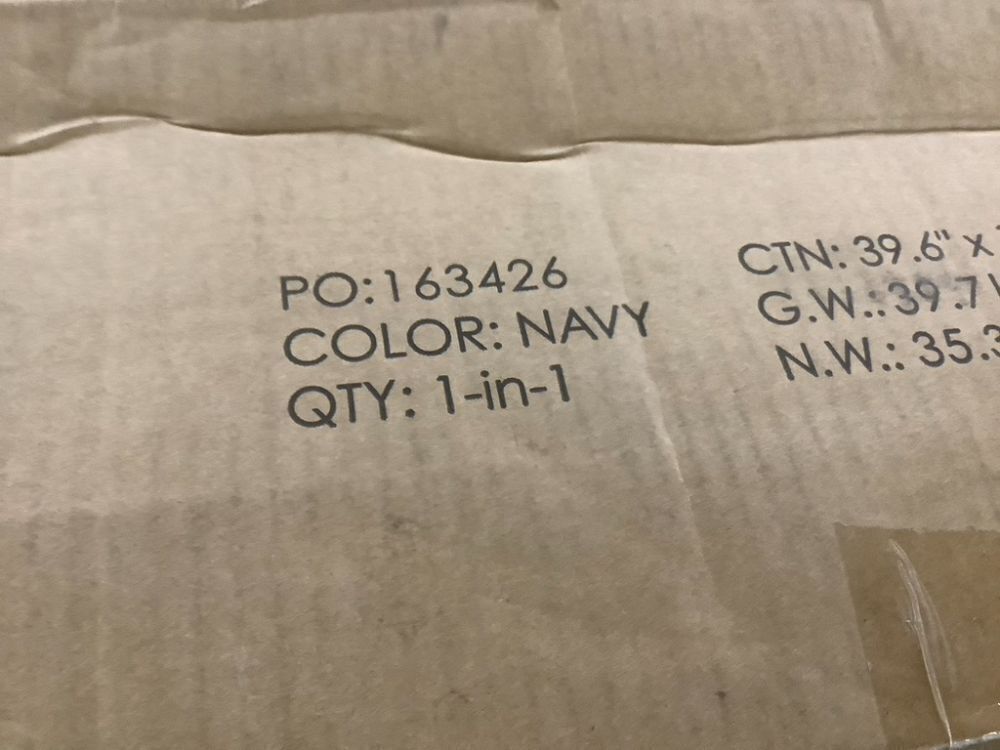 PO:163426
COLOR: NAVY
QTY: 1-in-1
CTN: 39.6" x
G.W.: 39.7
N.W.: 35.3